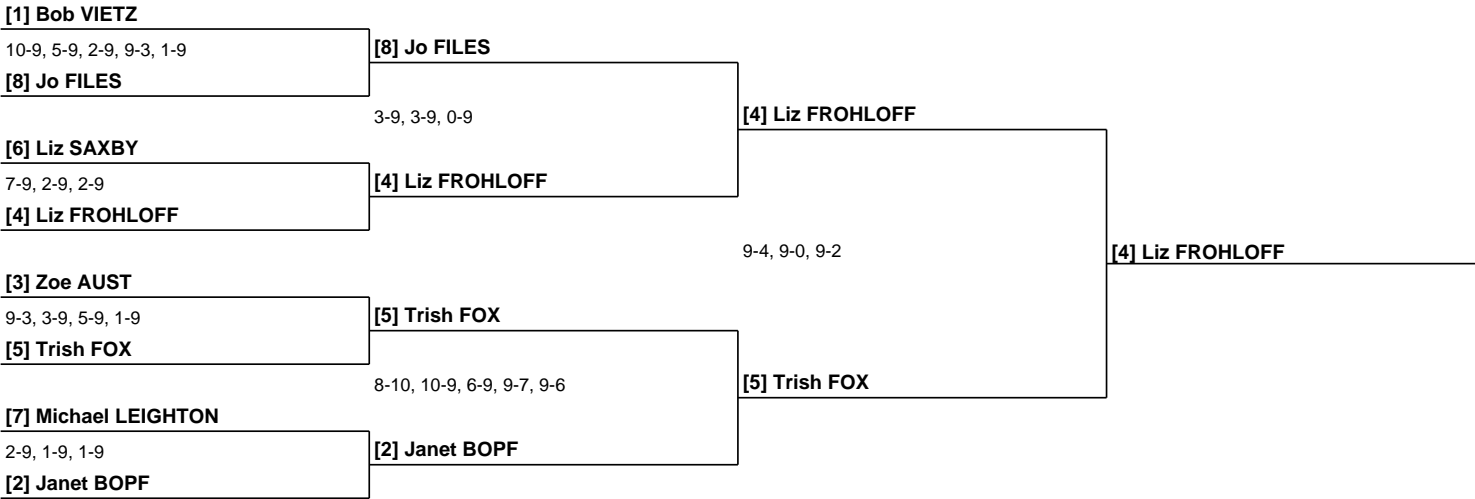 [1] Bob VIETZ
10-9, 5-9, 2-9, 9-3, 1-9
[8] Jo FILES
[8] Jo FILES
3-9, 3-9, 0-9
[4] Liz FROHLOFF
[6] Liz SAXBY
7-9, 2-9, 2-9
[4] Liz FROHLOFF
[4] Liz FROHLOFF
9-4, 9-0, 9-2
[4] Liz FROHLOFF
[3] Zoe AUST
9-3, 3-9, 5-9, 1-9
[5] Trish FOX
[5] Trish FOX
8-10, 10-9, 6-9, 9-7, 9-6
[5] Trish FOX
[7] Michael LEIGHTON
2-9, 1-9, 1-9
[2] Janet BOPF
[2] Janet BOPF